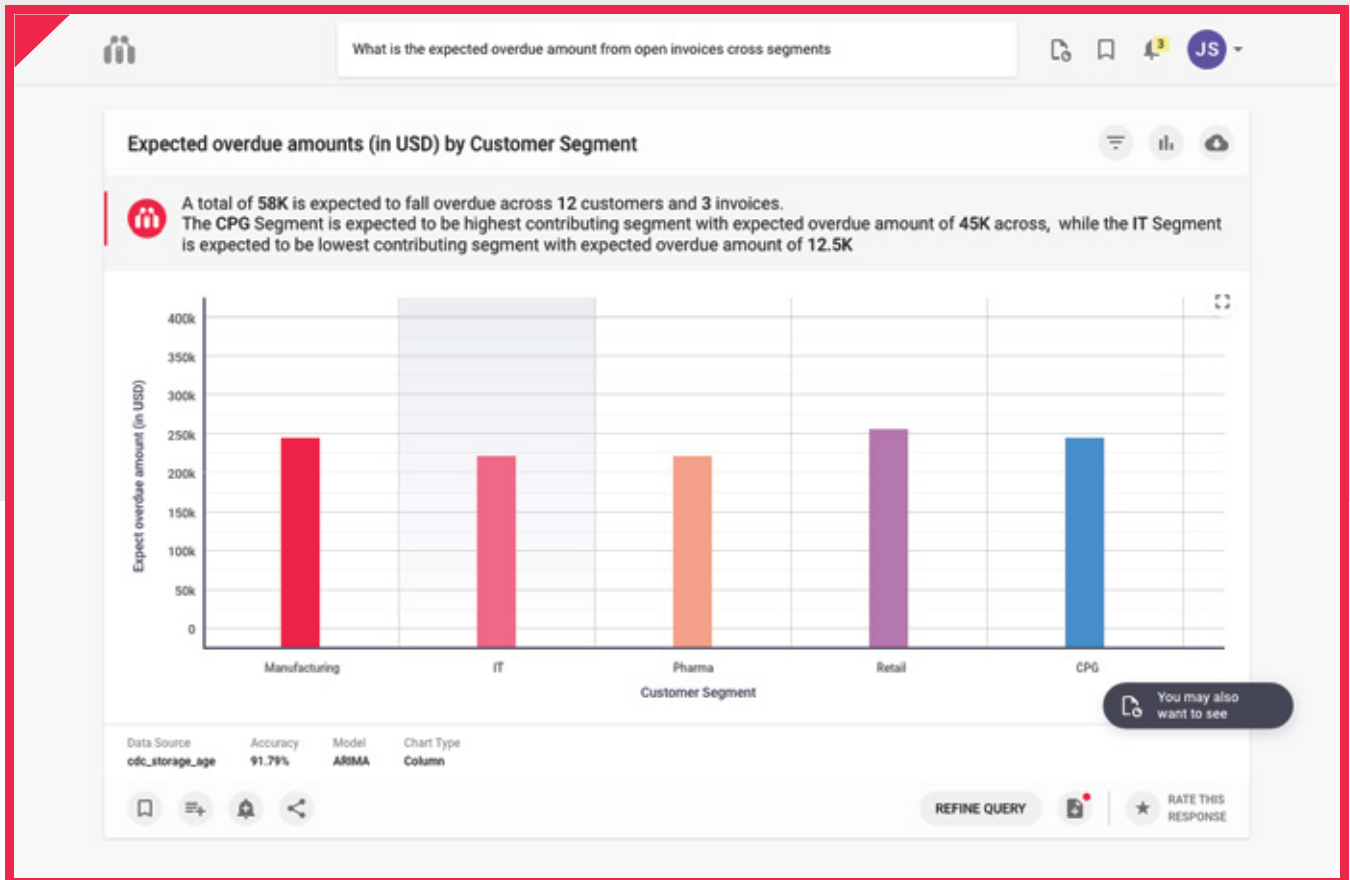 What is the expected overdue amount from open invoices cross segments
3
JS
Expected overdue amounts (in USD) by Customer Segment
A total of 58K is expected to fall overdue across 12 customers and 3 invoices.
The CPG Segment is expected to be highest contributing segment with expected overdue amount of 45K across, while the IT Segment
is expected to be lowest contributing segment with expected overdue amount of 12.5K
400k
350k
300k
250k
200k
150k
100k
50k
0
Expect overdue amount (in USD)
Manufacturing
IT
Pharma
Retail
CPG
Customer Segment
You may also
want to see
Data Source
cdc_storage_age
Accuracy
91.79%
Model
ARIMA
Chart Type
Column
REFINE QUERY
RATE THIS
RESPONSE